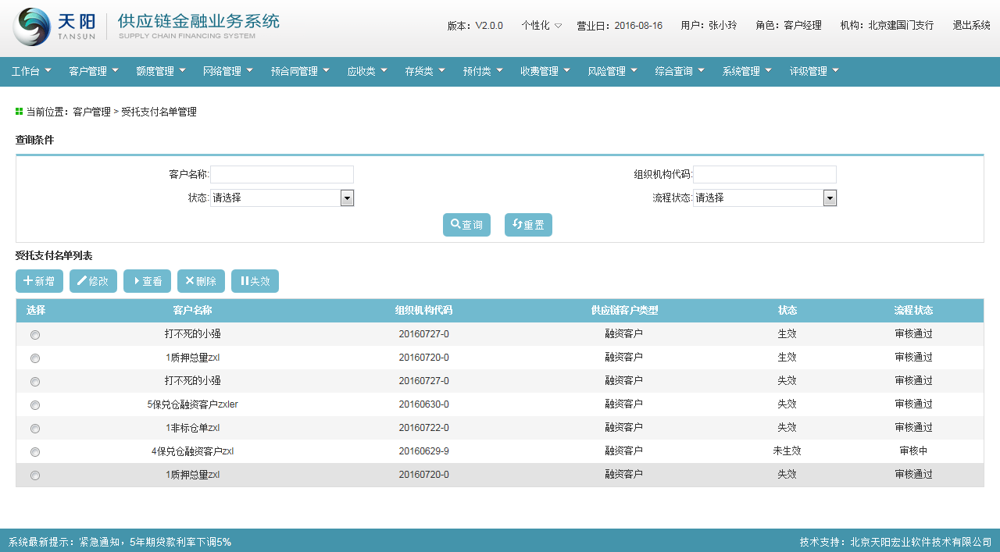 天阳
TANSUN
供应链金融业务系统
SUPPLY CHAIN FINANCING SYSTEM
版本：V2.0.0 个性化 营业日：2016-08-16 用户：张小玲 角色：客户经理 机构：北京建国门支行 退出系统
工作台 客户管理 额度管理 网络管理 预合同管理 应收类 存货类 预付类 收费管理 风险管理 综合查询 系统管理 评级管理
当前位置：客户管理 > 受托支付名单管理
查询条件
客户名称: 组织机构代码:
状态: 请选择 流程状态: 请选择
查询 重置
受托支付名单列表
新增 修改 查看 删除 失效
选择 客户名称 组织机构代码 供应链客户类型 状态 流程状态
打不死的小强 20160727-0 融资客户 生效 审核通过
1质押总量zxl 20160720-0 融资客户 生效 审核通过
打不死的小强 20160727-0 融资客户 失效 审核通过
5保兑仓融资客户zxler 20160630-0 融资客户 失效 审核通过
1非标仓单zxl 20160722-0 融资客户 失效 审核通过
4保兑仓融资客户zxl 20160629-9 融资客户 未生效 审核中
1质押总量zxl 20160720-0 融资客户 失效 审核通过
系统最新提示：紧急通知，5年期贷款利率下调5% 技术支持：北京天阳宏业软件技术有限公司